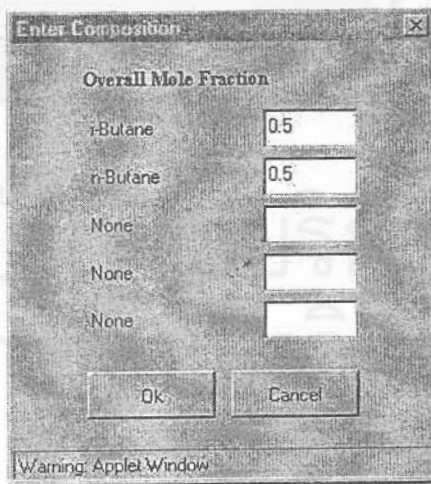 Enter Composition
Overall Mole Fraction
i-Butane 0.5
n-Butane 0.5
None
None
None
Ok Cancel
Warning: Applet Window